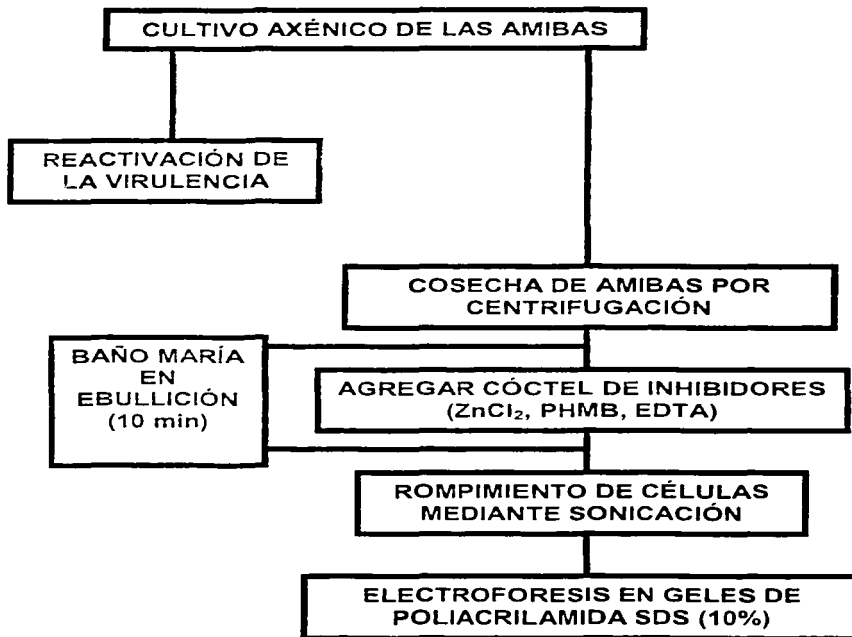 CULTIVO AXÉNICO DE LAS AMIBAS
REACTIVACIÓN DE
LA VIRULENCIA
COSECHA DE AMIBAS POR
CENTRIFUGACIÓN
BAÑO MARÍA
EN
EBULLICIÓN
(10 min)
AGREGAR CÓCTEL DE INHIBIDORES
(ZnCl₂, PHMB, EDTA)
ROMPIMIENTO DE CÉLULAS
MEDIANTE SONICACIÓN
ELECTROFORESIS EN GELES DE
POLIACRILAMIDA SDS (10%)